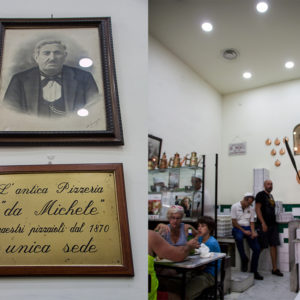 L'antica Pizzeria
"da Michele"
maestri pizzaioli dal 1870
unica sede